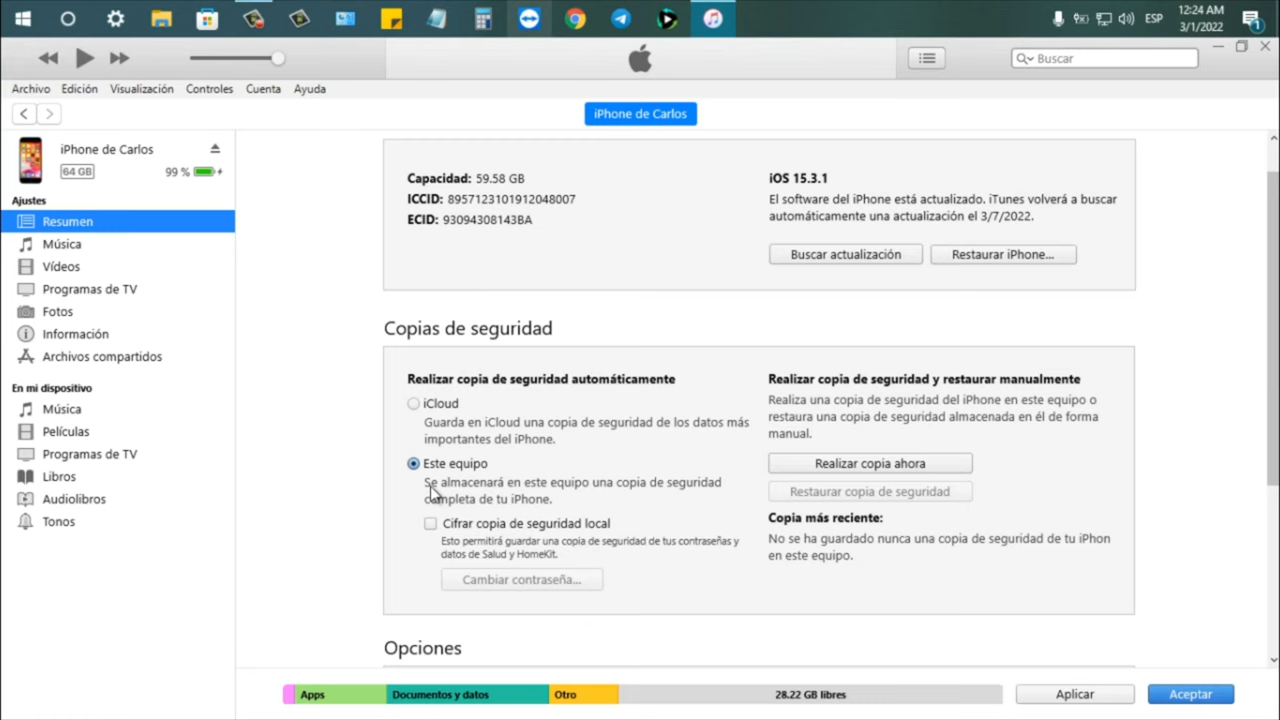 12:24 AM
ESP
3/1/2022
1
Buscar
Archivo Edición Visualización Controles Cuenta Ayuda
iPhone de Carlos
iPhone de Carlos
64 GB 99 %
Ajustes
Resumen
Música
Vídeos
Programas de TV
Fotos
Información
Archivos compartidos
En mi dispositivo
Música
Películas
Programas de TV
Libros
Audiolibros
Tonos
Capacidad: 59.58 GB
ICCID: 8957123101912048007
ECID: 93094308143BA
iOS 15.3.1
El software del iPhone está actualizado. iTunes volverá a buscar
automáticamente una actualización el 3/7/2022.
Buscar actualización Restaurar iPhone...
Copias de seguridad
Realizar copia de seguridad automáticamente
iCloud
Guarda en iCloud una copia de seguridad de los datos más
importantes del iPhone.
Este equipo
Se almacenará en este equipo una copia de seguridad
completa de tu iPhone.
Cifrar copia de seguridad local
Esto permitirá guardar una copia de seguridad de tus contraseñas y
datos de Salud y HomeKit.
Cambiar contraseña...
Realizar copia de seguridad y restaurar manualmente
Realiza una copia de seguridad del iPhone en este equipo o
restaura una copia de seguridad almacenada en él de forma
manual.
Realizar copia ahora
Restaurar copia de seguridad
Copia más reciente:
No se ha guardado nunca una copia de seguridad de tu iPhon
en este equipo.
Opciones
Apps Documentos y datos Otro 28.22 GB libres
Aplicar Aceptar